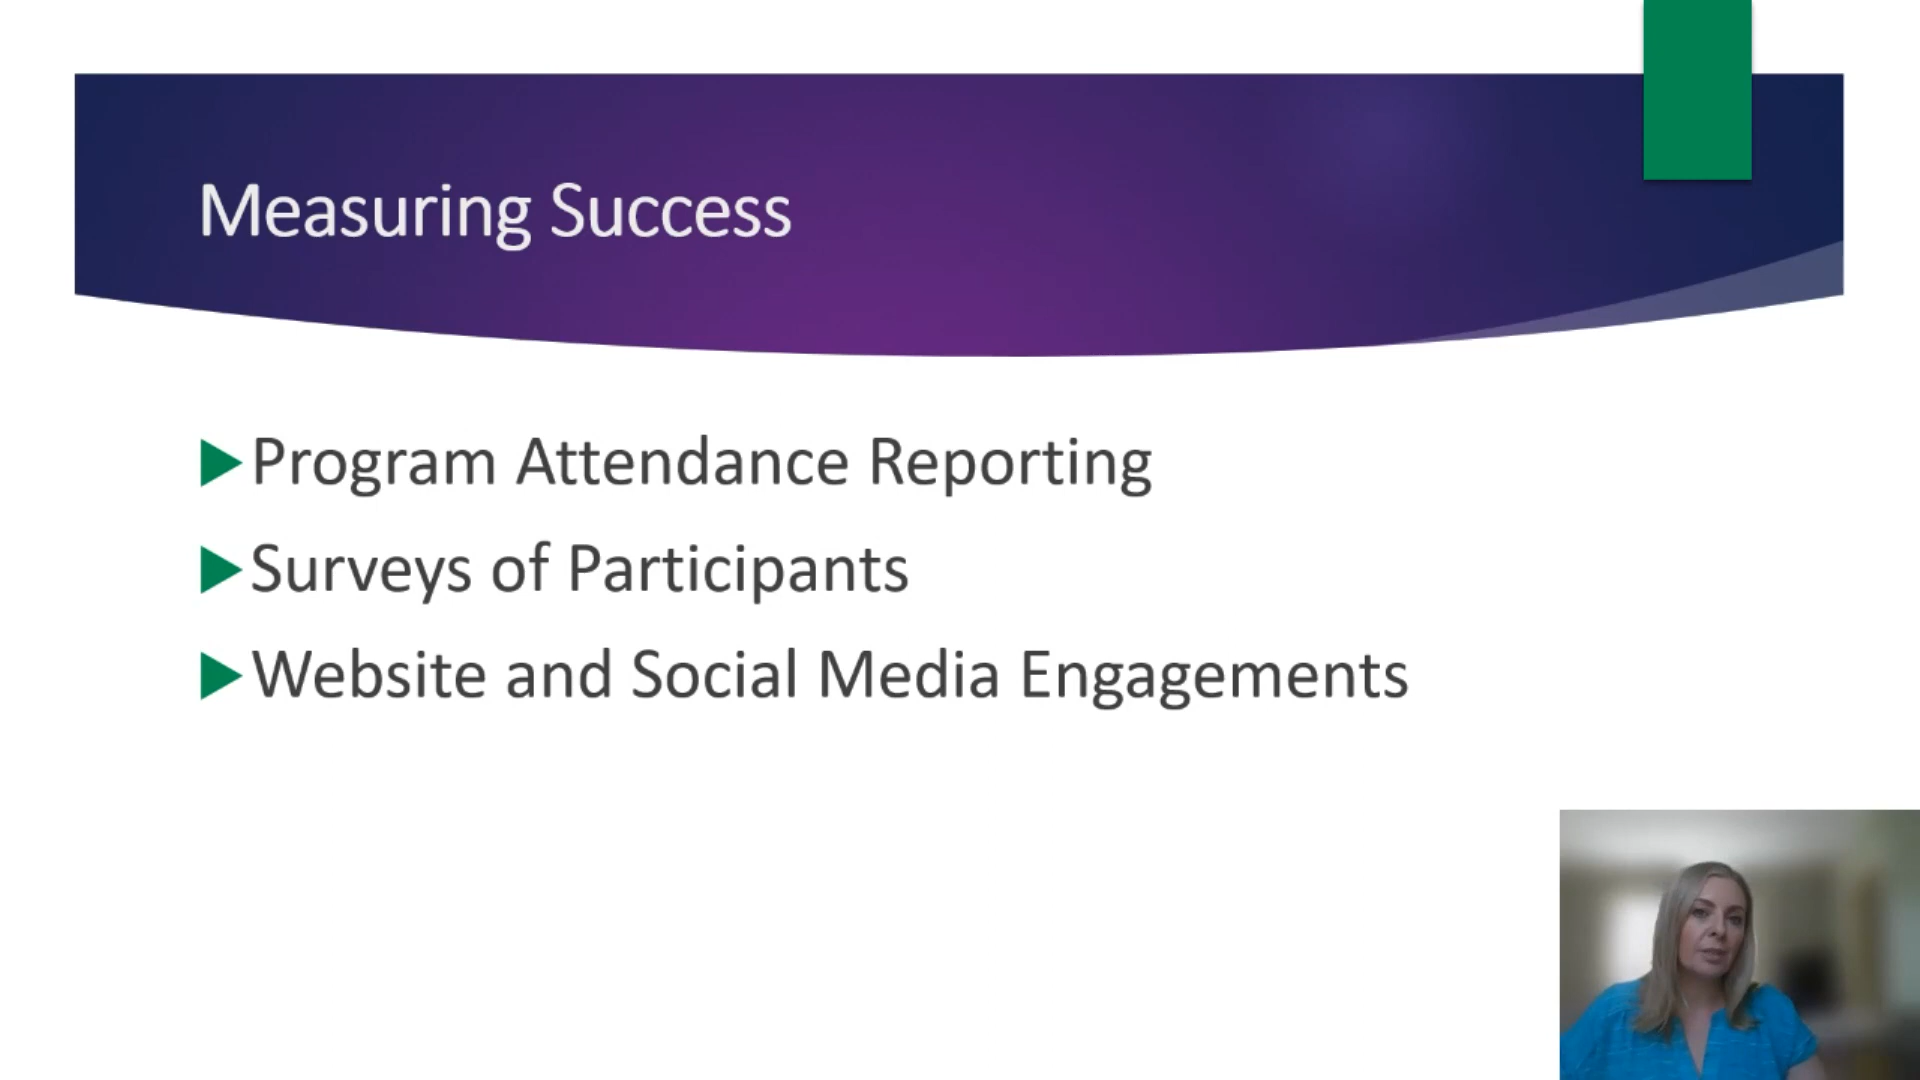 Measuring Success
Program Attendance Reporting
Surveys of Participants
Website and Social Media Engagements